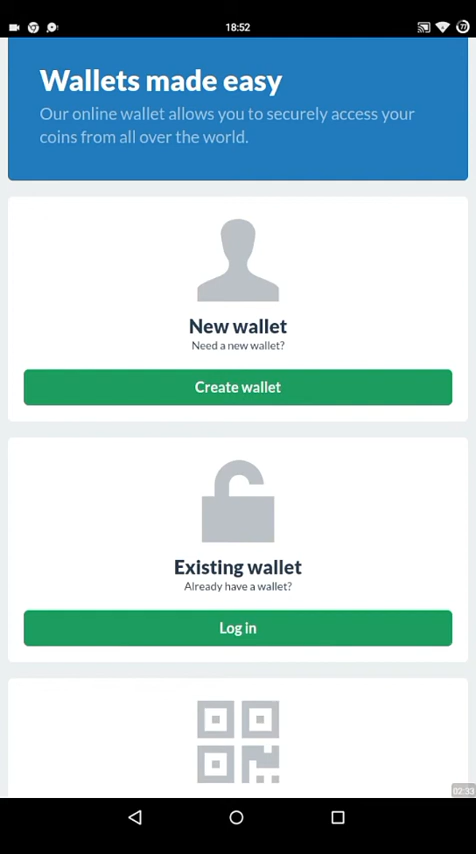 18:52
77
Wallets made easy
Our online wallet allows you to securely access your
coins from all over the world.
New wallet
Need a new wallet?
Create wallet
Existing wallet
Already have a wallet?
Log in
02:33